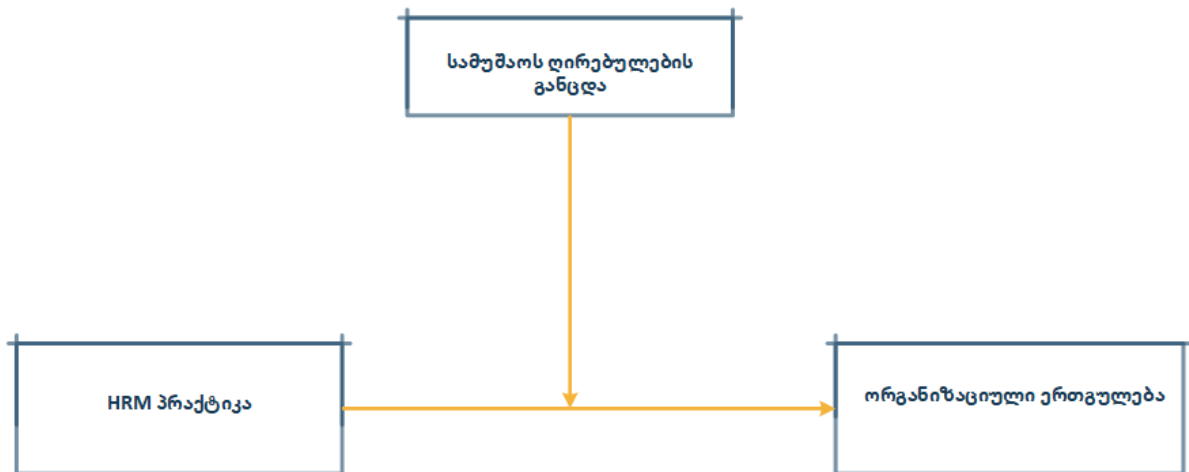 სამუშაოს ღირებულების
განცდა
HRM პრაქტიკა
ორგანიზაციული ერთგულება